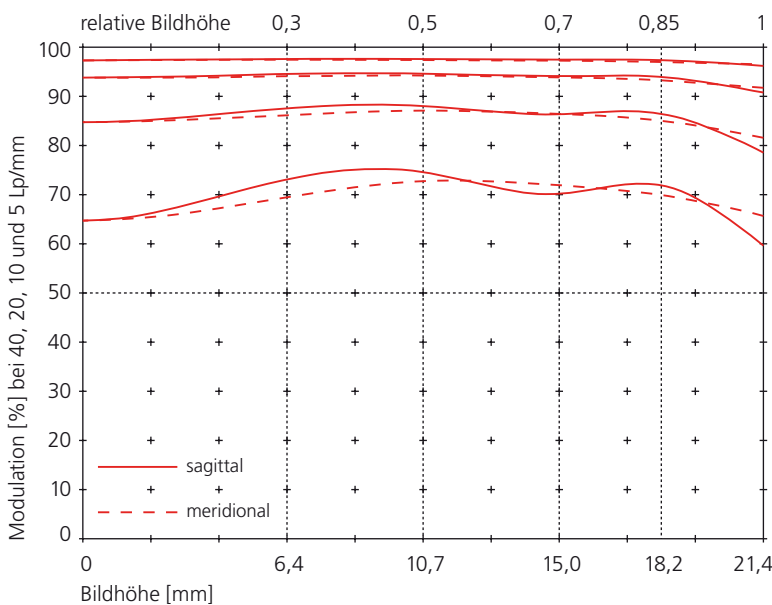 relative Bildhöhe 0,3 0,5 0,7 0,85 1
Modulation [%] bei 40, 20, 10 und 5 Lp/mm
100
90
80
70
60
50
40
30
20
10
0
sagittal
meridional
0 6,4 10,7 15,0 18,2 21,4
Bildhöhe [mm]